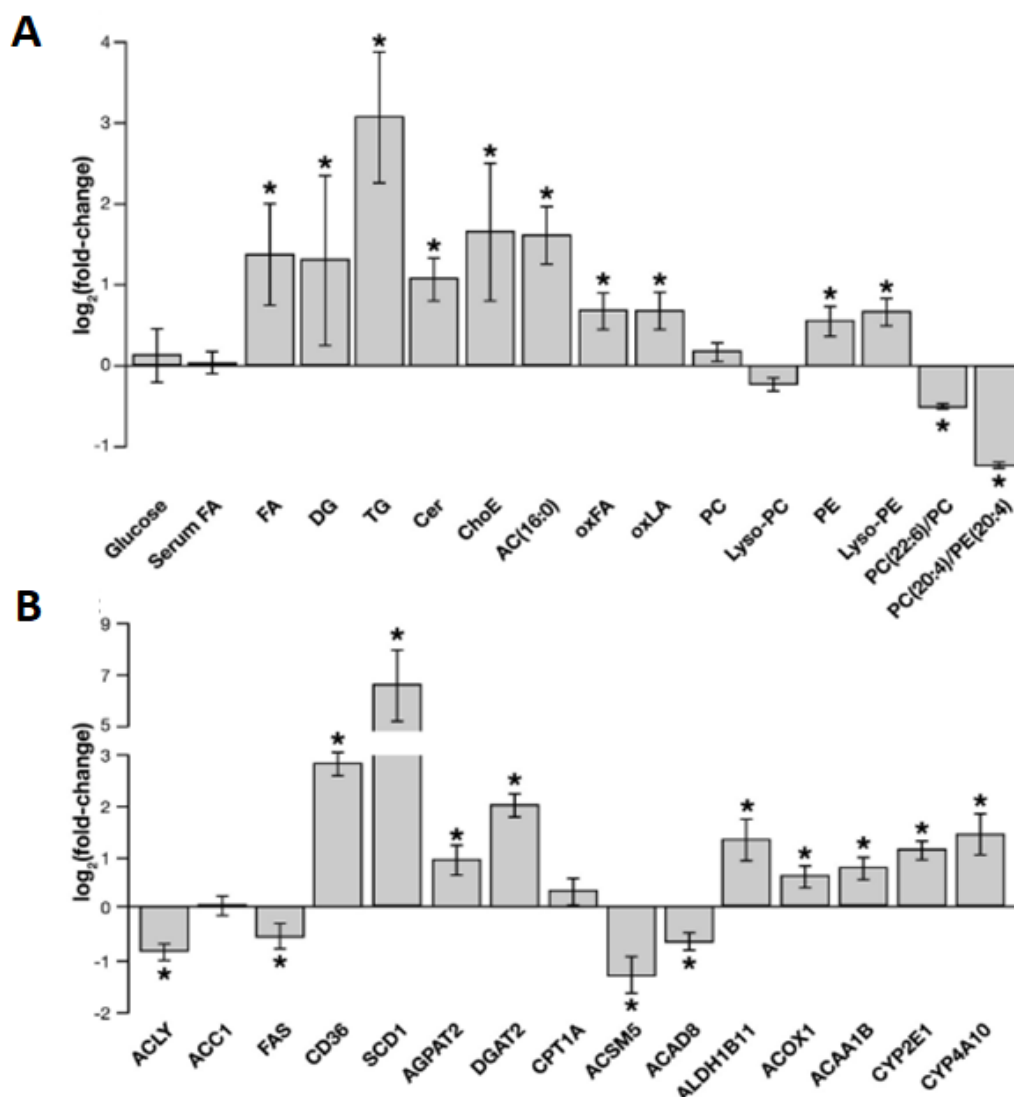 A
log2(fold-change)
4
3
2
1
0
-1
* * * * * * * * * * * *
Glucose
Serum FA
FA
DG
TG
Cer
ChoE
AC(16:0)
oxFA
oxLA
PC
Lyso-PC
PE
Lyso-PE
PC(22:6)/PC
PC(20:4)/PE(20:4)
B
log2(fold-change)
9
7
5
3
2
1
0
-1
-2
* * * * * * * * * * * * *
ACLY
ACC1
FAS
CD36
SCD1
AGPAT2
DGAT2
CPT1A
ACSM5
ACAD8
ALDH1B11
ACOX1
ACAA1B
CYP2E1
CYP4A10